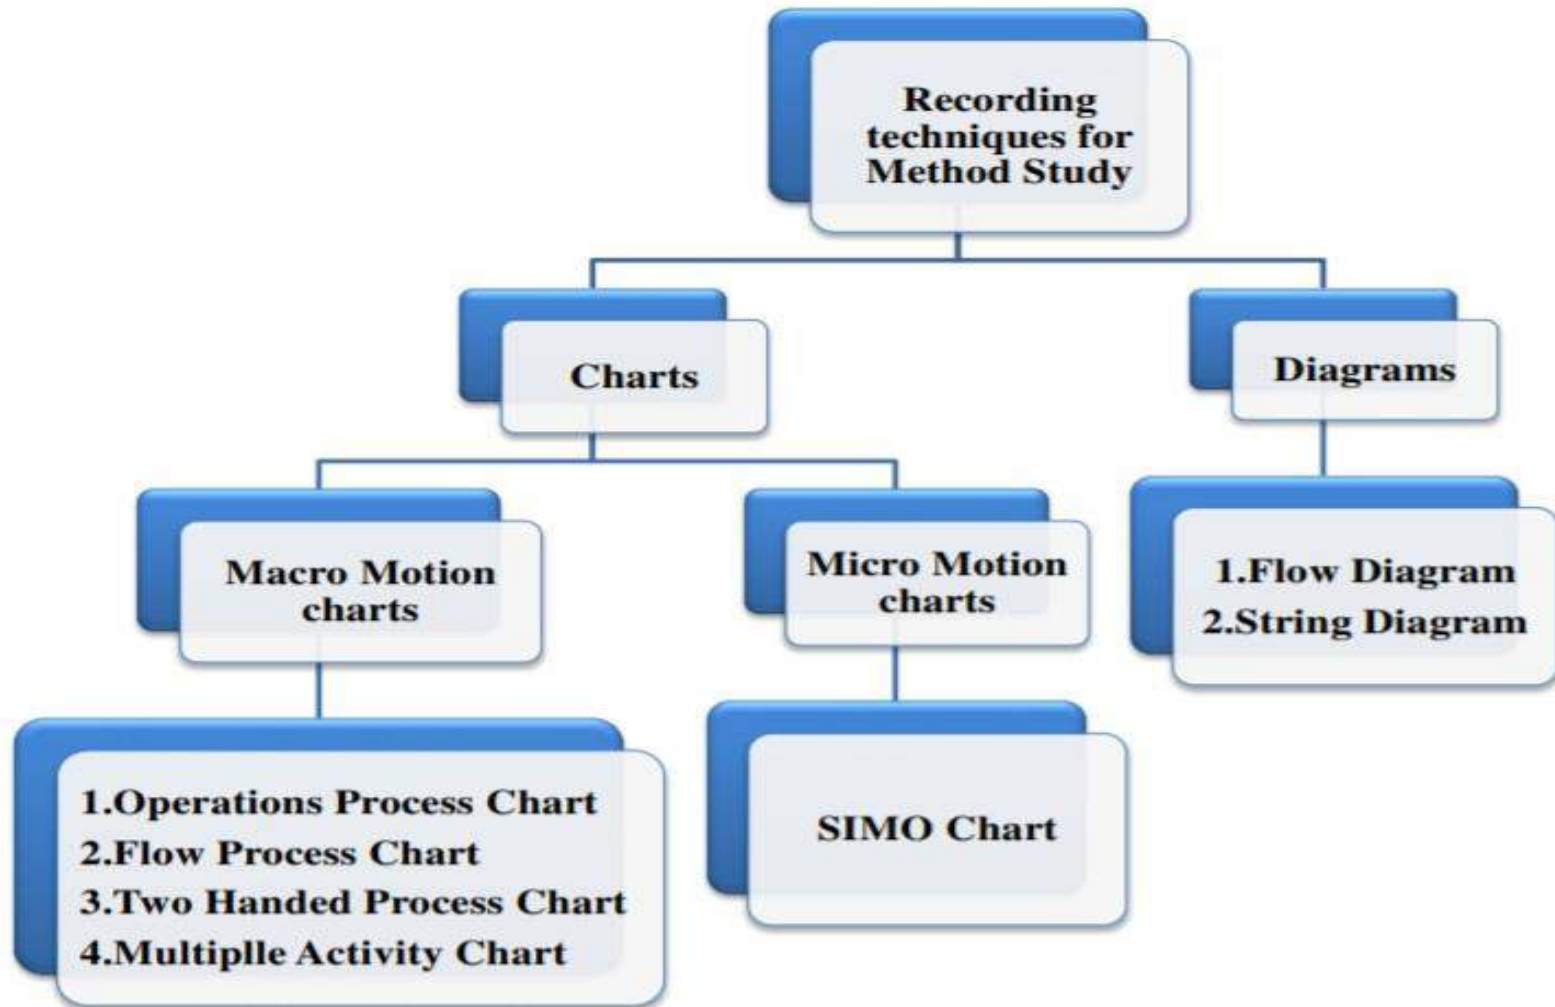 Recording
techniques for
Method Study
Charts
Diagrams
Macro Motion
charts
Micro Motion
charts
1.Flow Diagram
2.String Diagram
1.Operations Process Chart
2.Flow Process Chart
3.Two Handed Process Chart
4.Multiplle Activity Chart
SIMO Chart